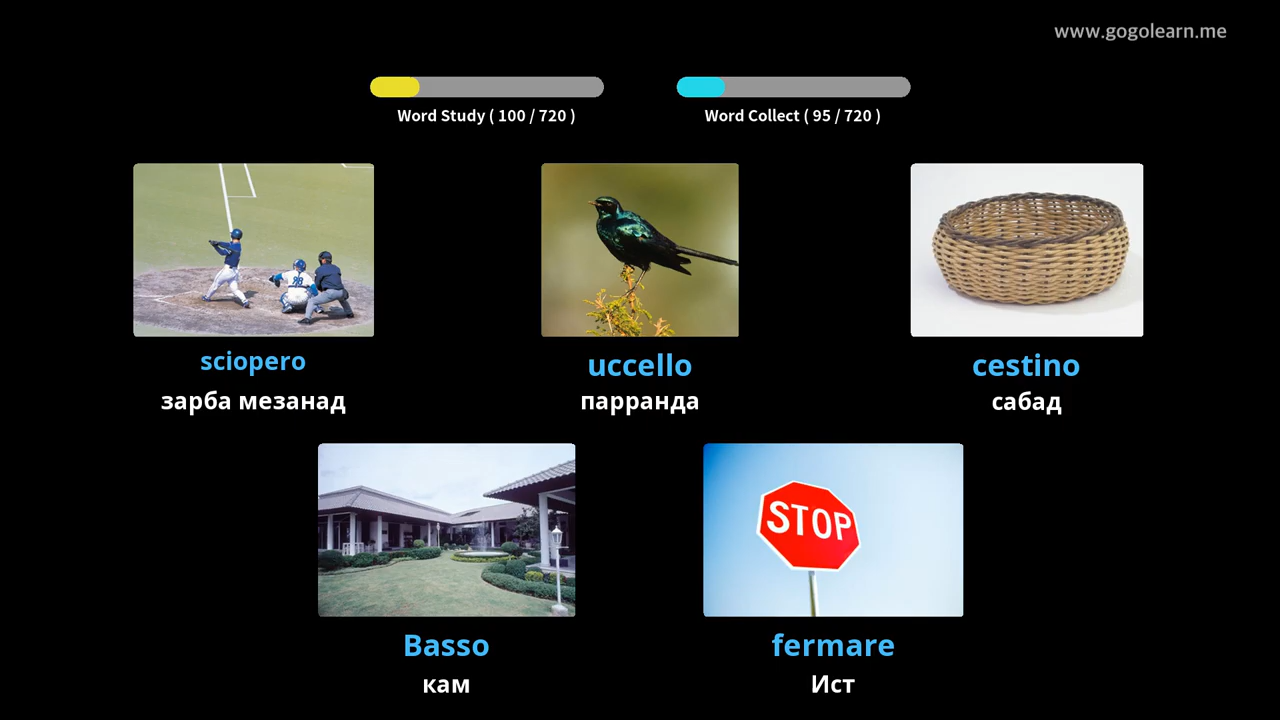 www.gogolearn.me
Word Study ( 100 / 720 )
Word Collect ( 95 / 720 )
sciopero
зарба мезанад
uccello
парранда
cestino
сабад
STOP
Basso
кам
fermare
Ист